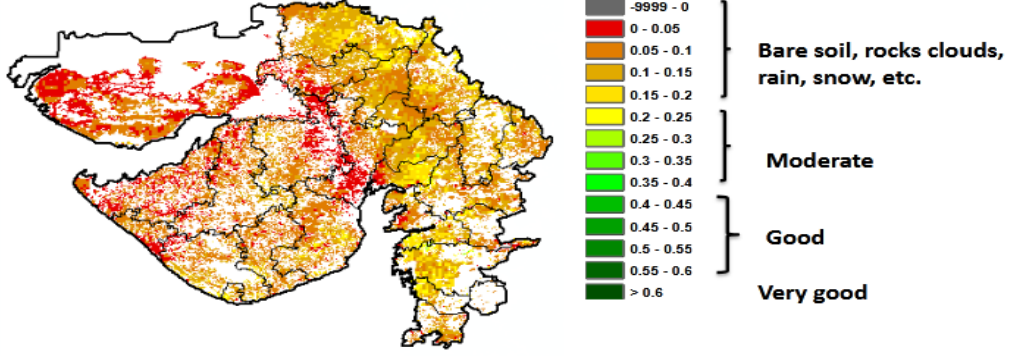 -9999 - 0
0 - 0.05
0.05 - 0.1
0.1 - 0.15
0.15 - 0.2
0.2 - 0.25
0.25 - 0.3
0.3 - 0.35
0.35 - 0.4
0.4 - 0.45
0.45 - 0.5
0.5 - 0.55
0.55 - 0.6
> 0.6
Bare soil, rocks clouds,
rain, snow, etc.
Moderate
Good
Very good